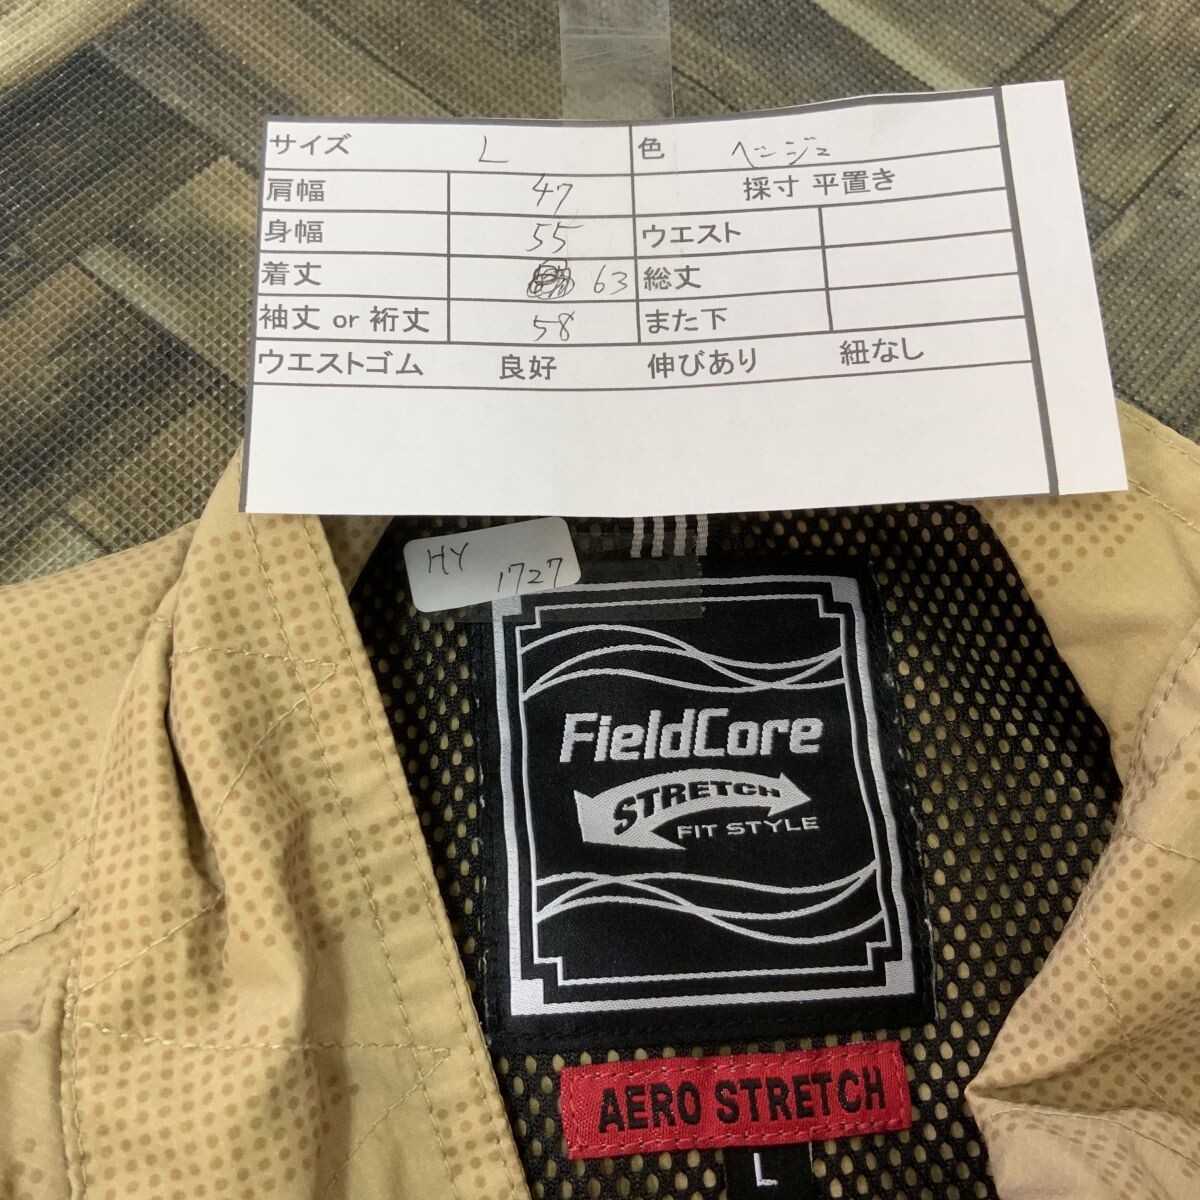 サイズ L 色 ベージュ
肩幅 47 採寸 平置き
身幅 55 ウエスト
着丈 63 総丈
袖丈 or 裄丈 58 また下
ウエストゴム 良好 伸びあり 紐なし
HY
1727
FieldCore
STRETCH
FIT STYLE
AERO STRETCH
L